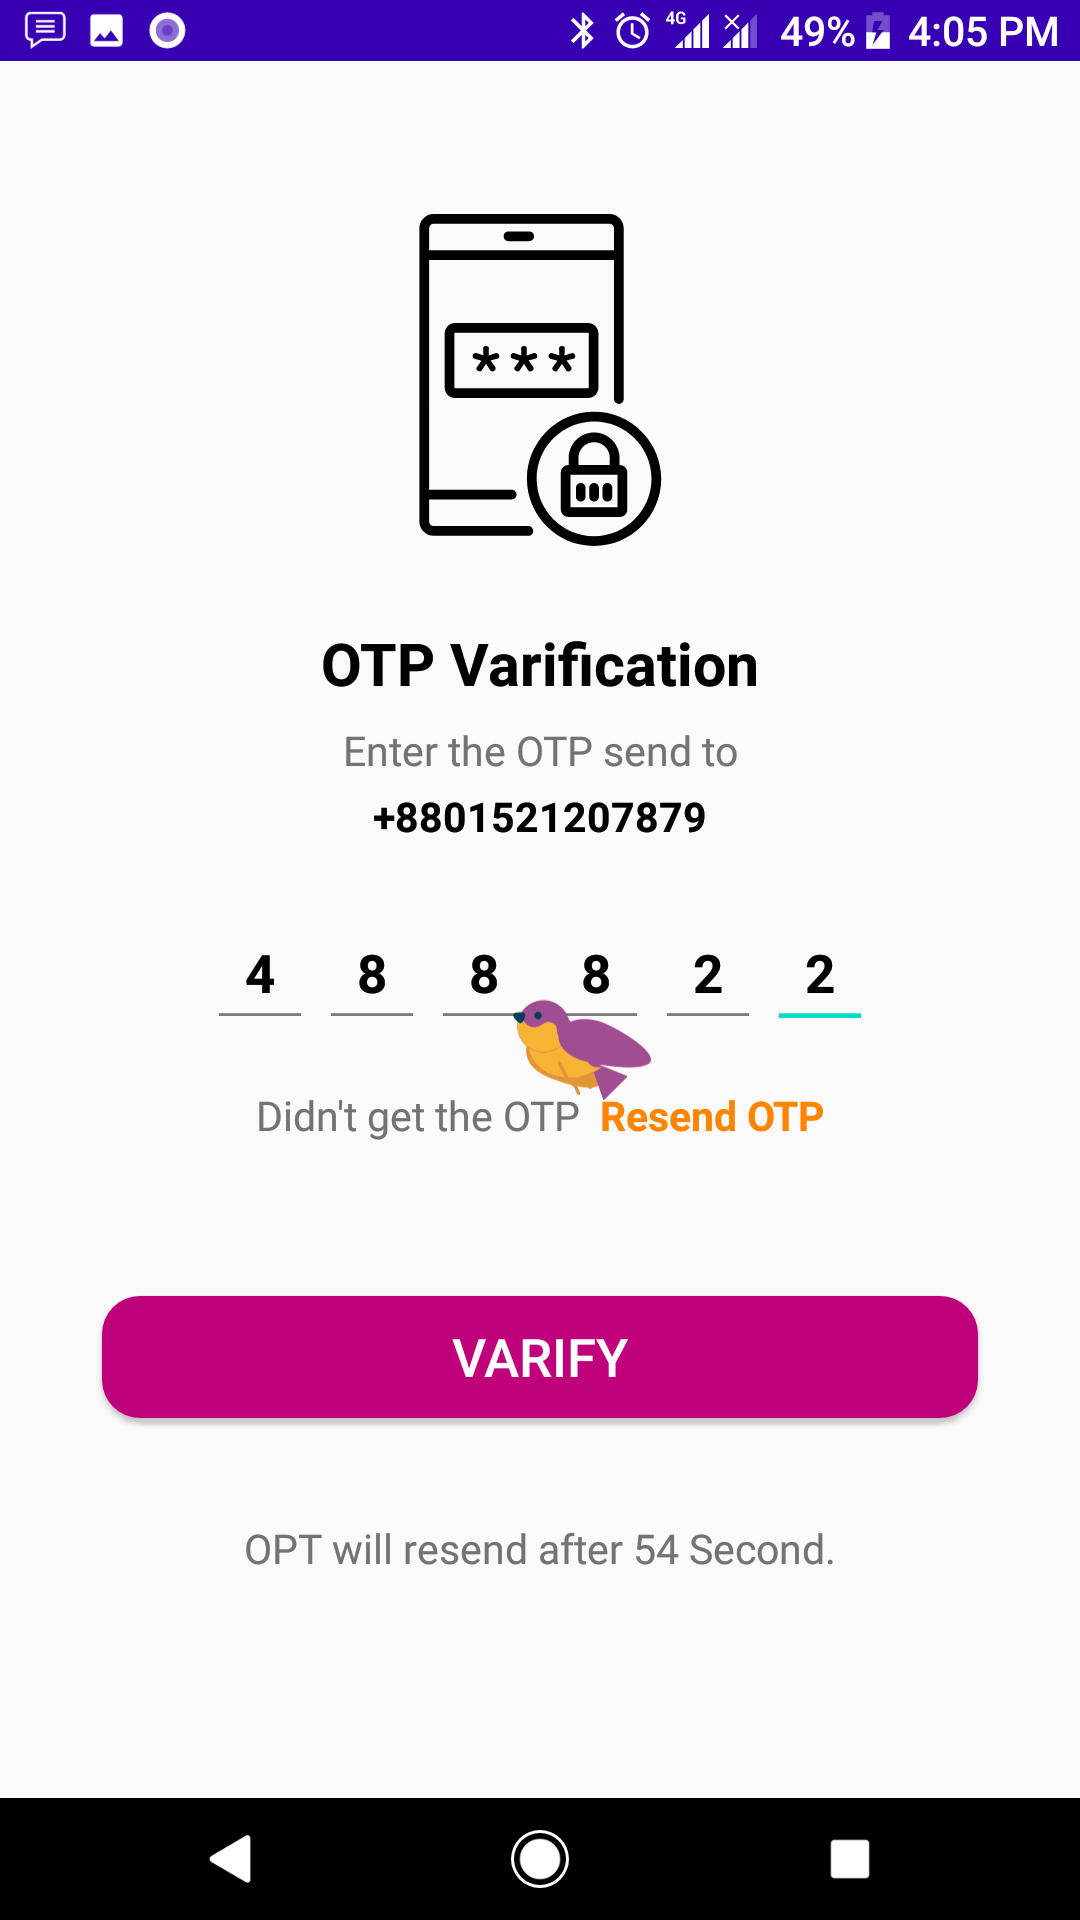 4G 49% 4:05 PM
***
OTP Varification
Enter the OTP send to
+8801521207879
4 8 8 8 2 2
Didn't get the OTP Resend OTP
VARIFY
OPT will resend after 54 Second.